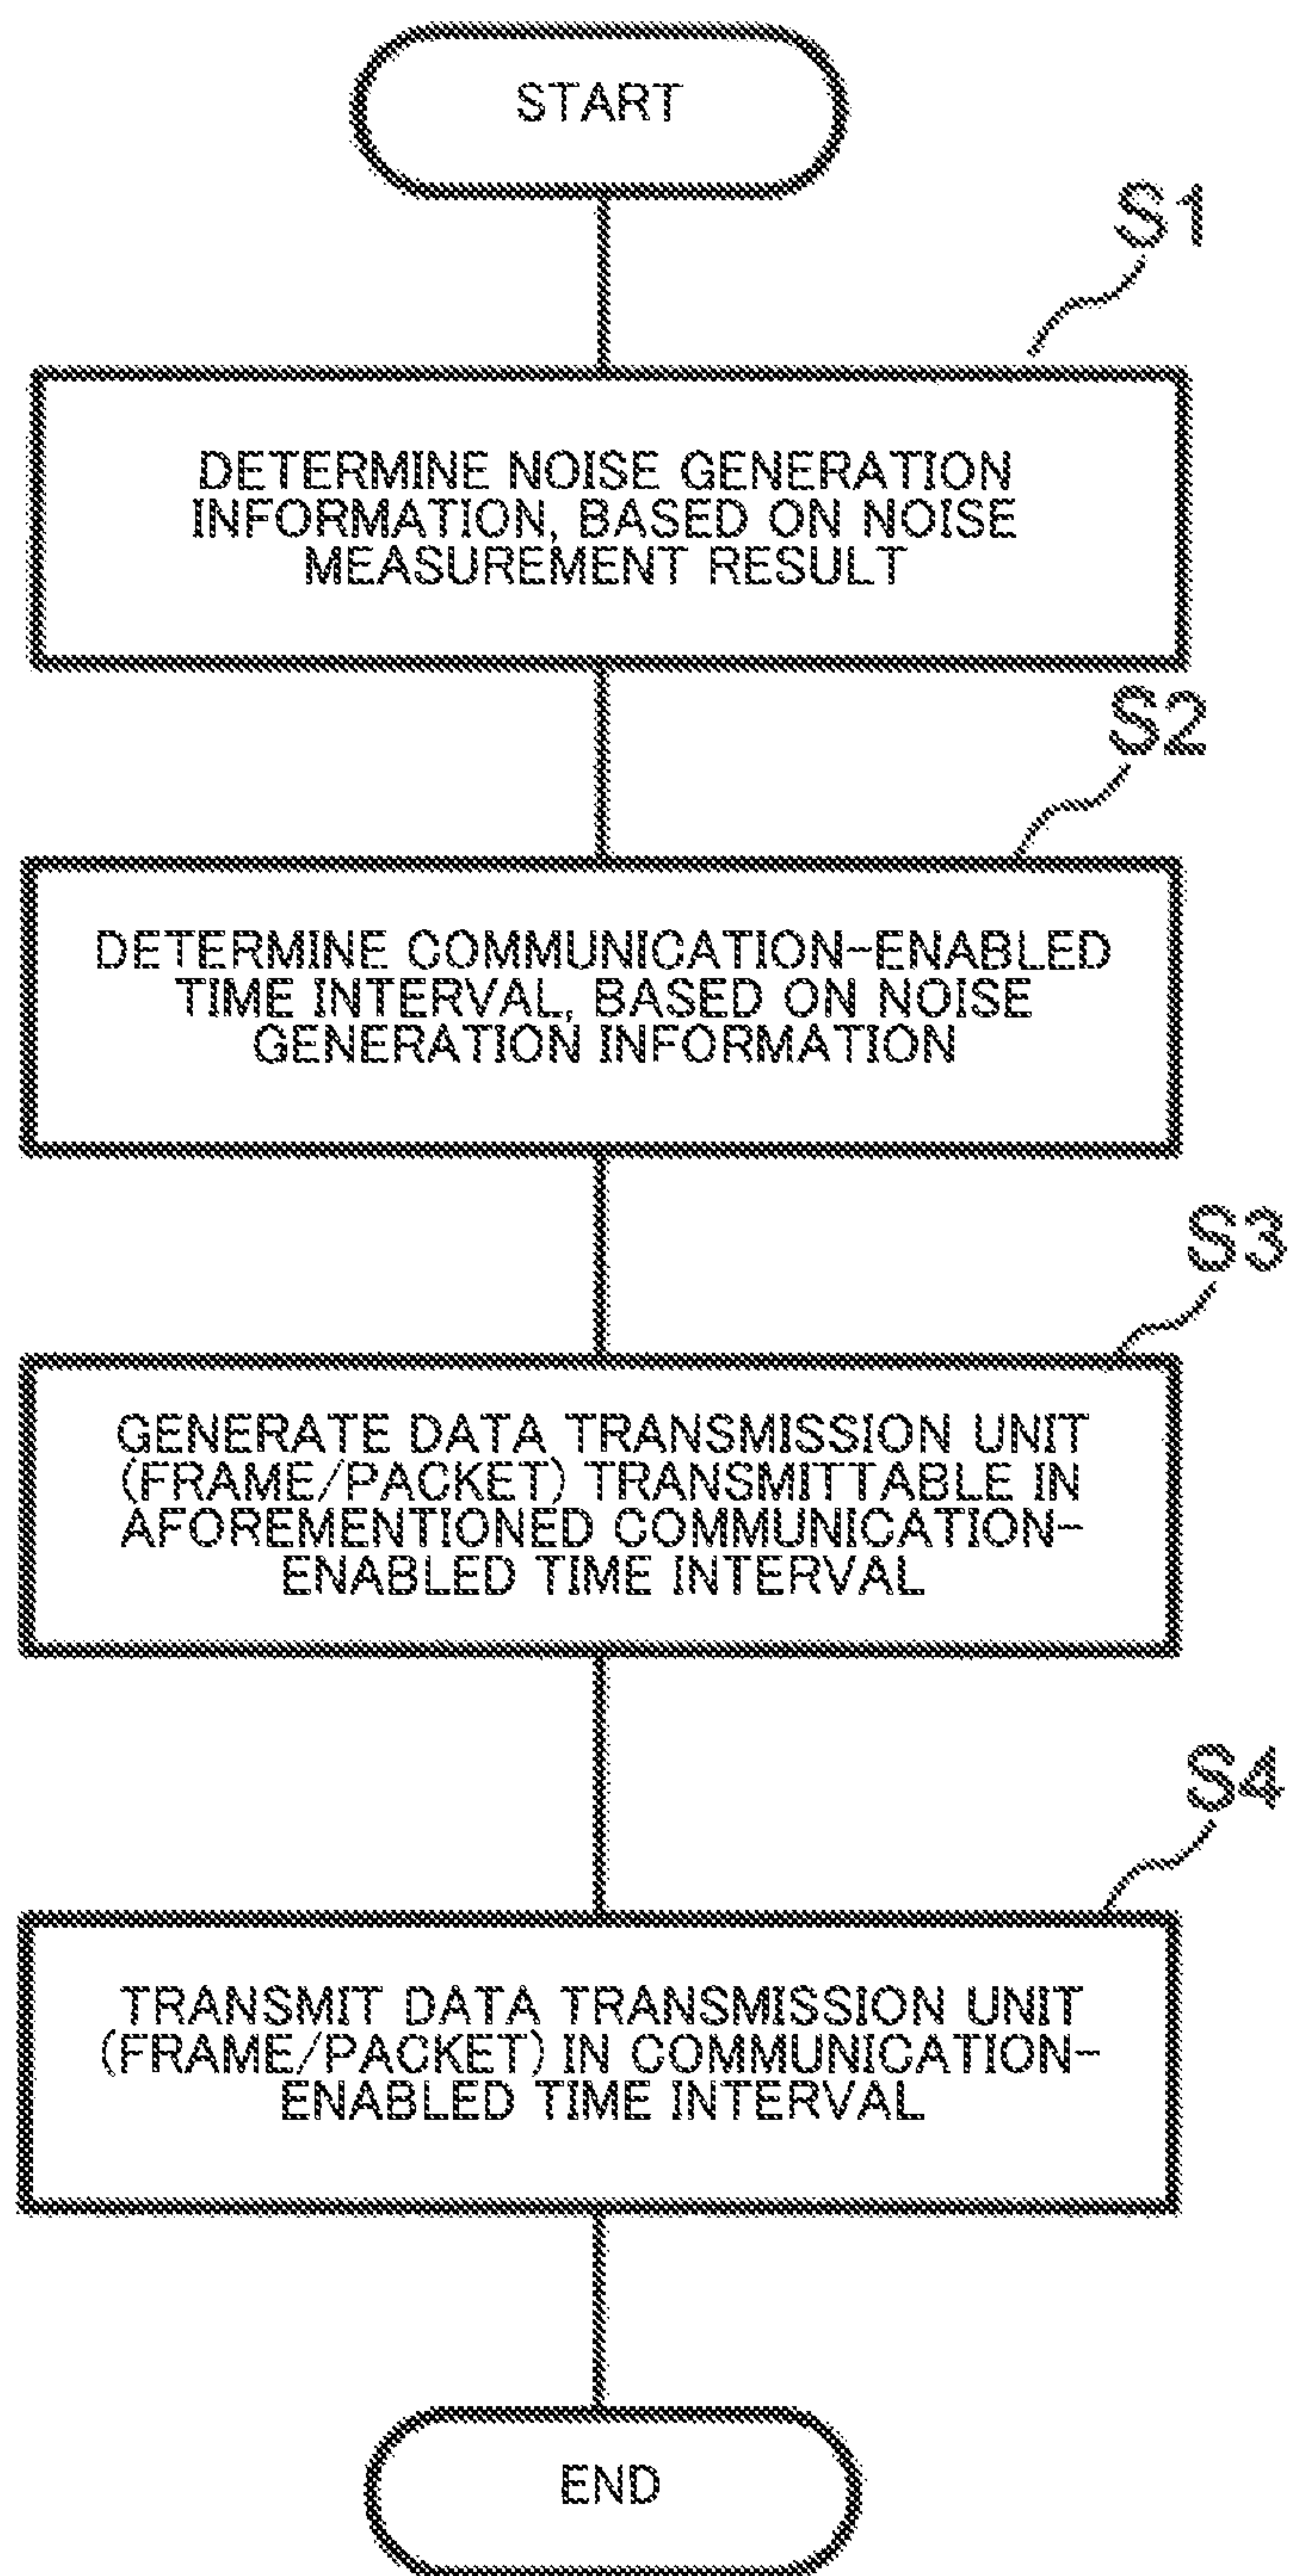 START
S1
DETERMINE NOISE GENERATION
INFORMATION, BASED ON NOISE
MEASUREMENT RESULT
S2
DETERMINE COMMUNICATION-ENABLED
TIME INTERVAL, BASED ON NOISE
GENERATION INFORMATION
S3
GENERATE DATA TRANSMISSION UNIT
(FRAME/PACKET) TRANSMITTABLE IN
AFOREMENTIONED COMMUNICATION-
ENABLED TIME INTERVAL
S4
TRANSMIT DATA TRANSMISSION UNIT
(FRAME/PACKET) IN COMMUNICATION-
ENABLED TIME INTERVAL
END